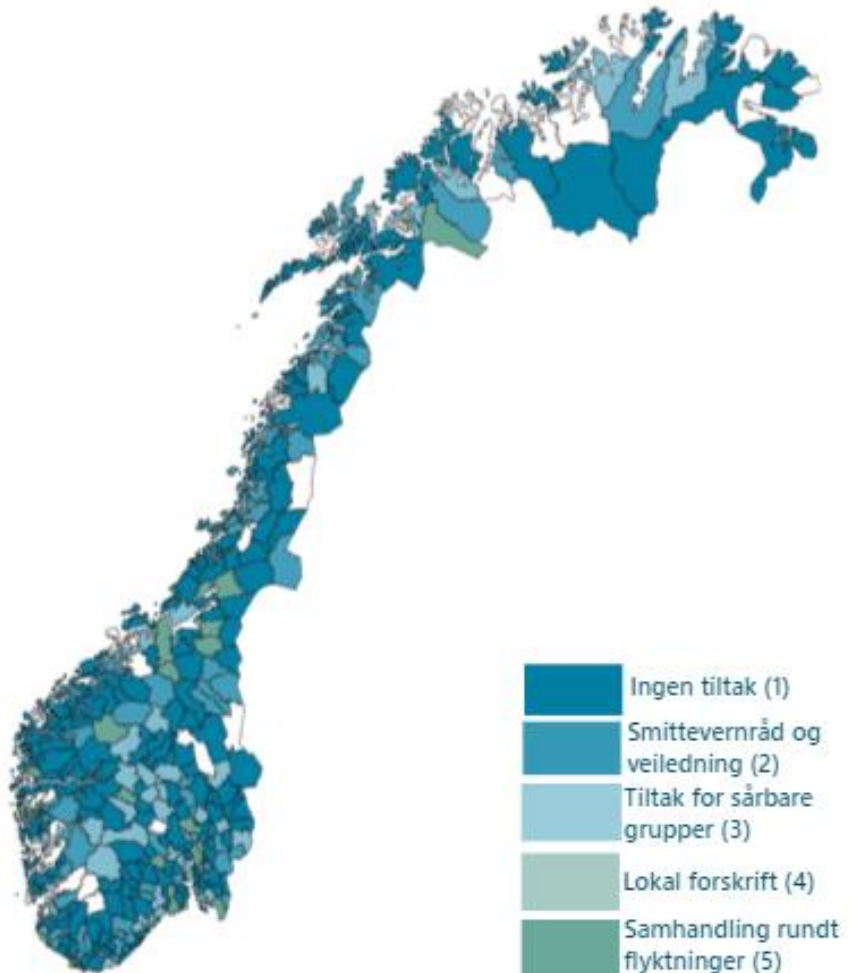 Ingen tiltak (1)
Smittevernråd og
veiledning (2)
Tiltak for sårbare
grupper (3)
Lokal forskrift (4)
Samhandling rundt
flyktninger (5)